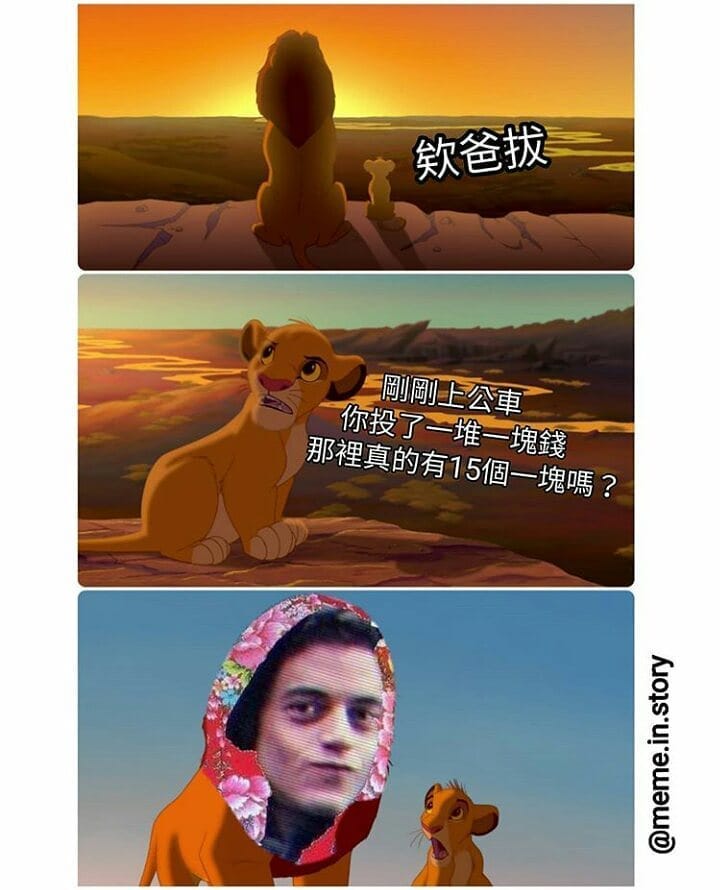 欸爸拔
剛剛上公車
你投了一堆一塊錢
那裡真的有15個一塊嗎？
@meme.in.story